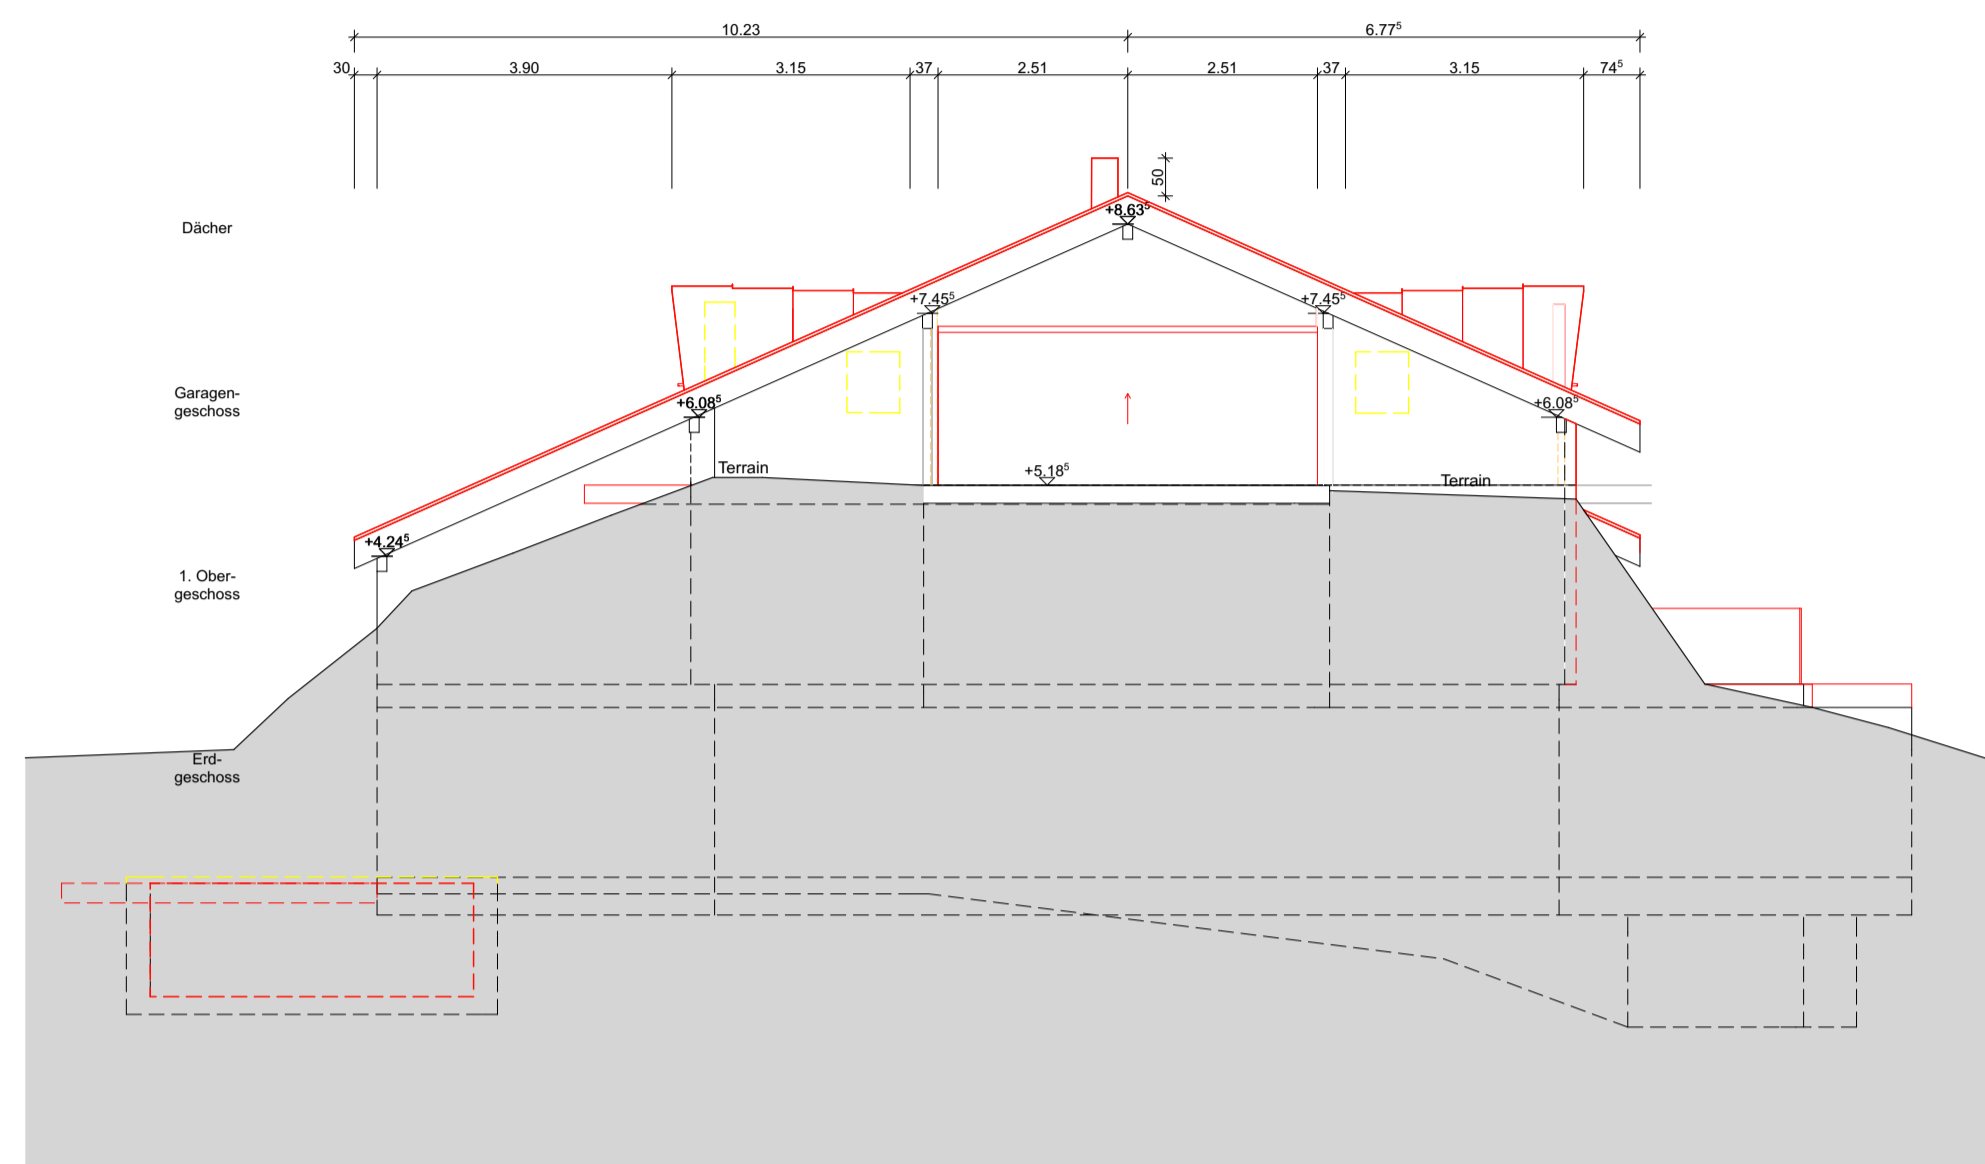 10.23 6.77⁵
30 3.90 3.15 37 2.51 2.51 37 3.15 74⁵
50
+8.63⁵
Dächer
+7.45⁵ +7.45⁵
Garagen-
geschoss
+6.08⁵ +6.08⁵
Terrain +5.18⁵ Terrain
+4.24⁵
1. Ober-
geschoss
Erd-
geschoss